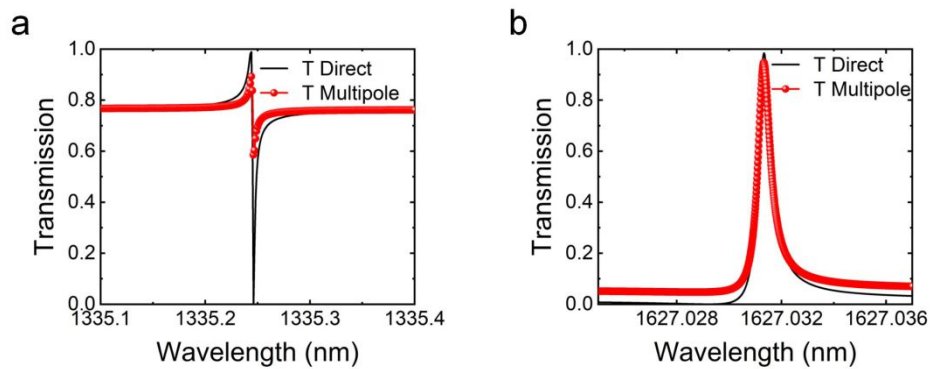 a
1.0
0.8
0.6
0.4
0.2
0.0
Transmission
T Direct
T Multipole
1335.1
1335.2
1335.3
1335.4
Wavelength (nm)
b
1.0
0.8
0.6
0.4
0.2
0.0
Transmission
T Direct
T Multipole
1627.028
1627.032
1627.036
Wavelength (nm)